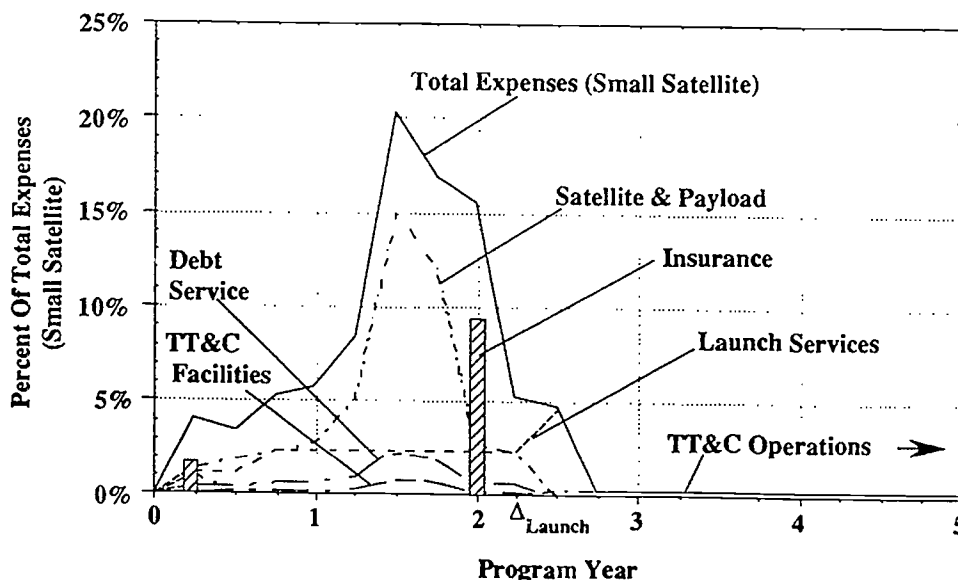 25%
20%
15%
10%
5%
0%
Percent Of Total Expenses
(Small Satellite)
Total Expenses (Small Satellite)
Satellite & Payload
Debt
Service
Insurance
TT&C
Facilities
Launch Services
TT&C Operations
0
1
2
Δ Launch
3
4
5
Program Year